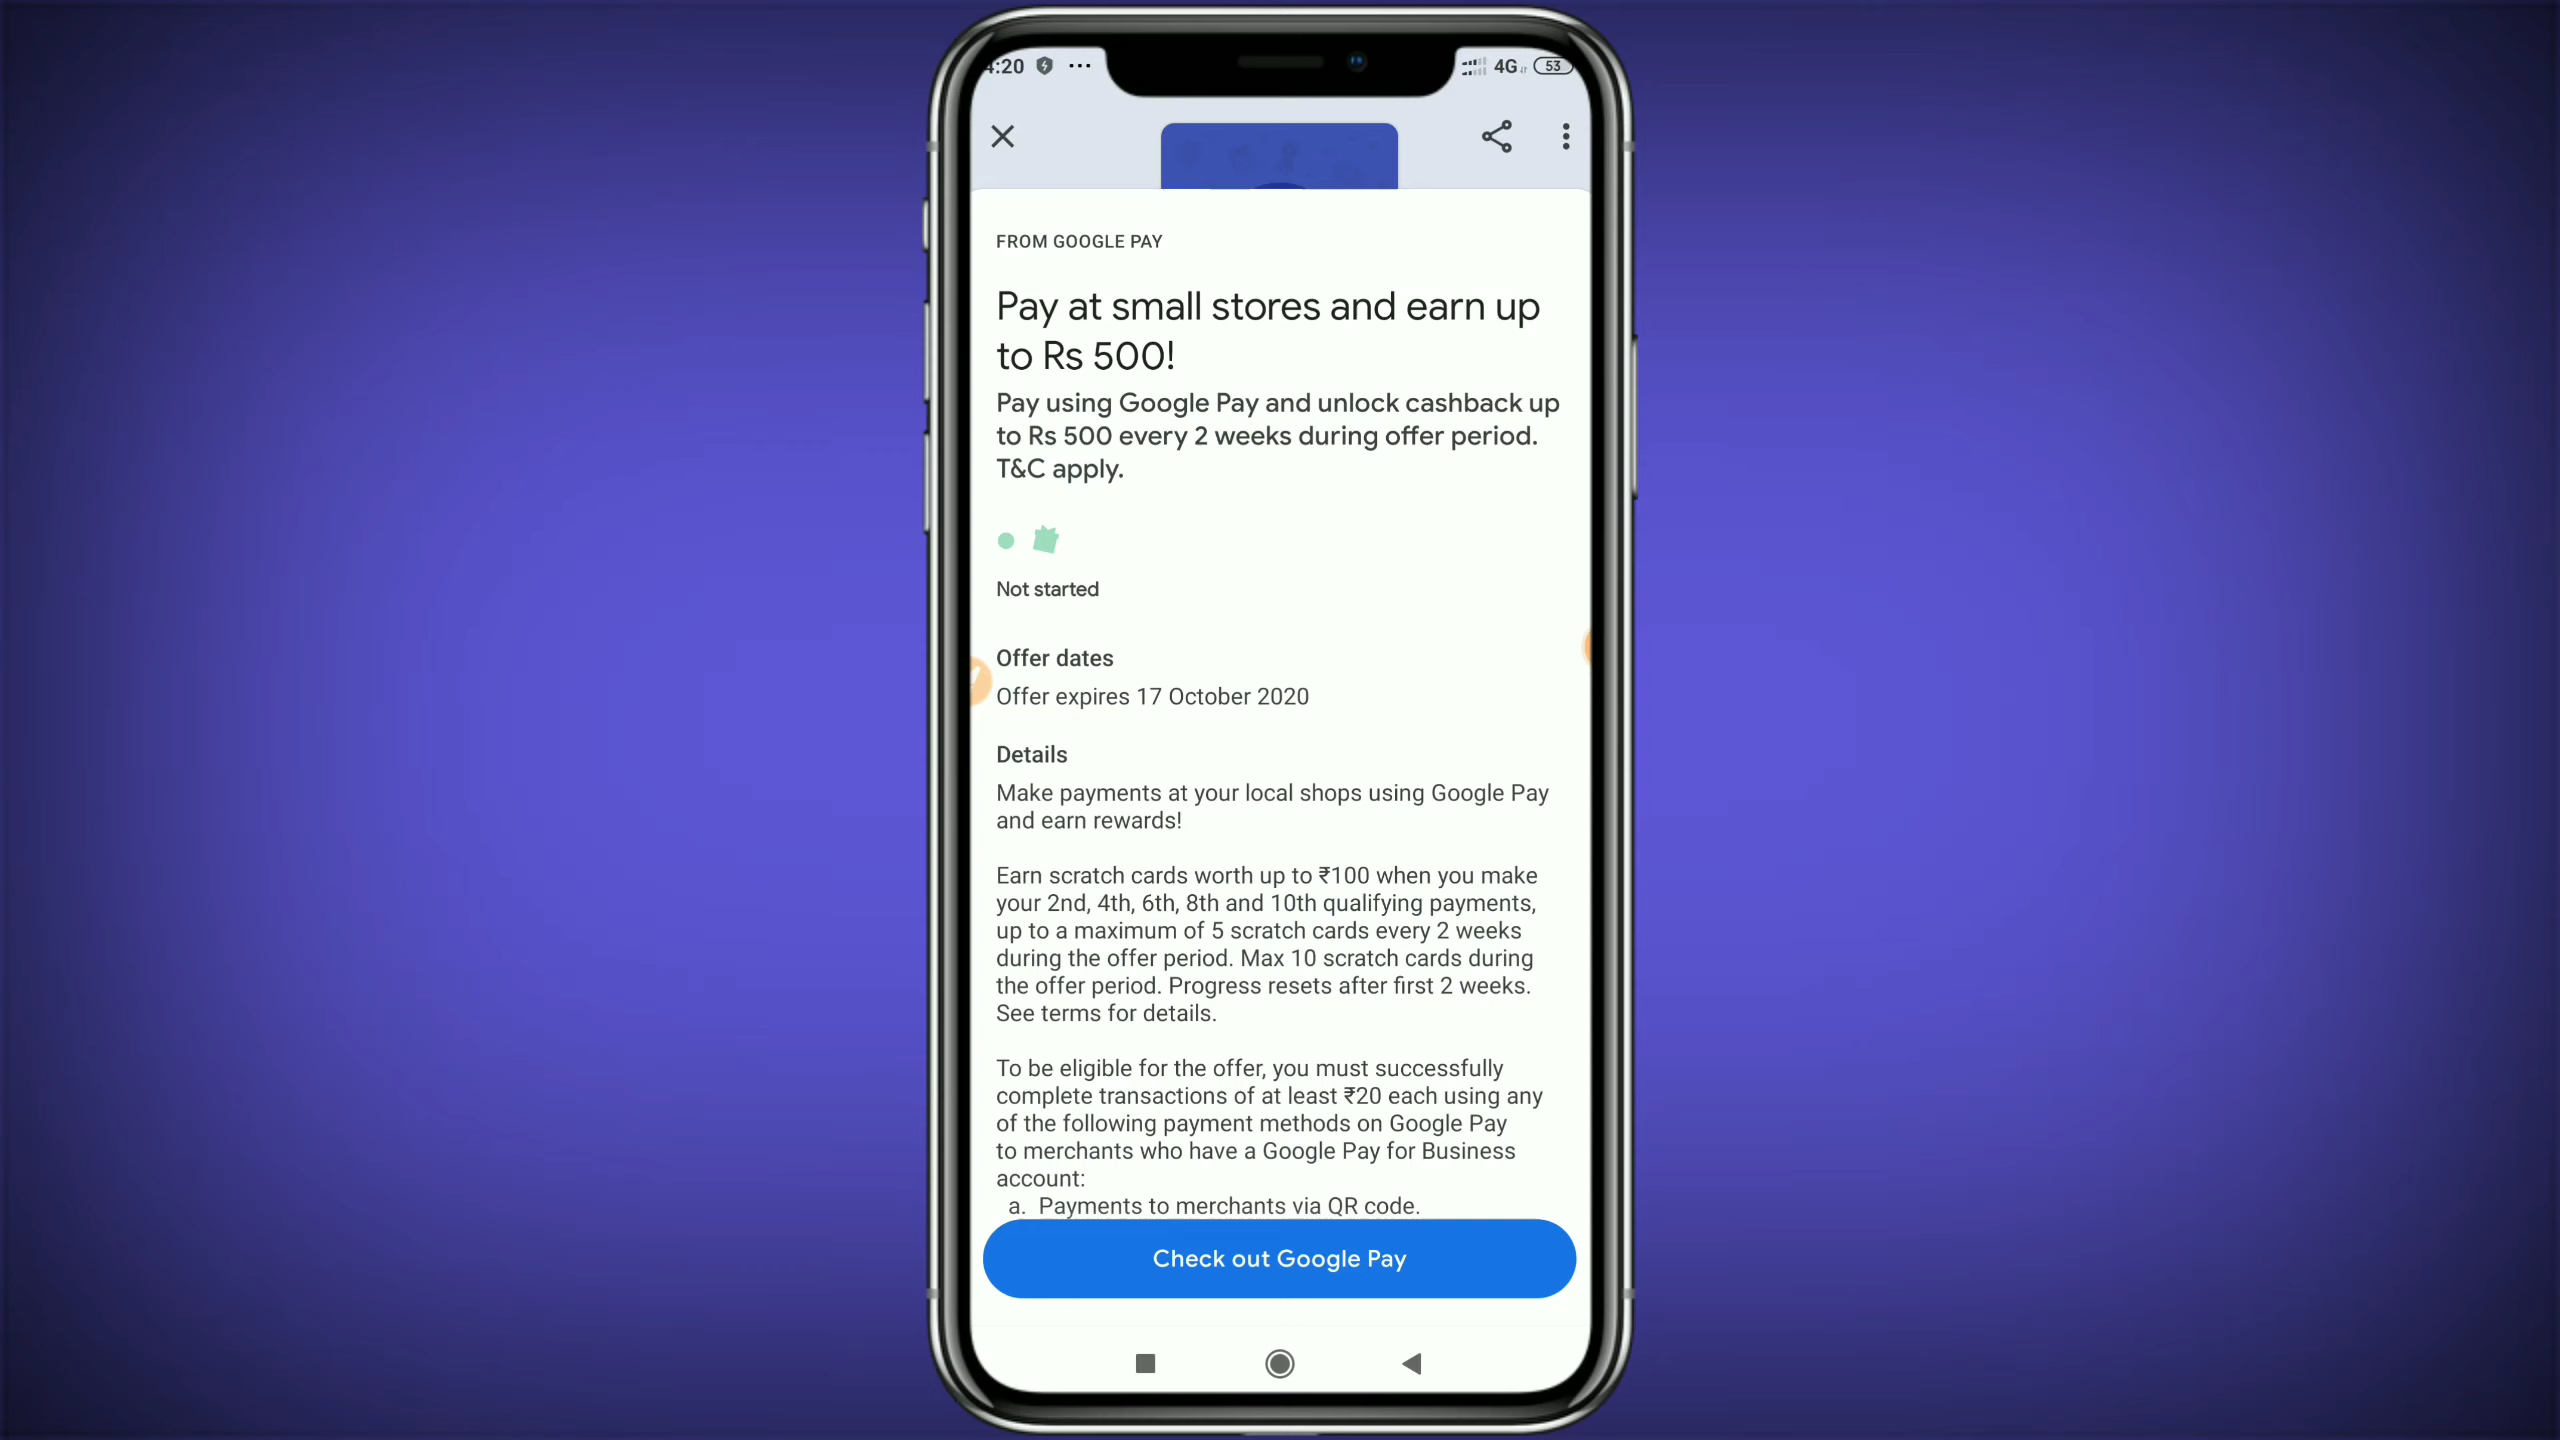 :20
4G
53
FROM GOOGLE PAY
Pay at small stores and earn up
to Rs 500!
Pay using Google Pay and unlock cashback up
to Rs 500 every 2 weeks during offer period.
T&C apply.
Not started
Offer dates
Offer expires 17 October 2020
Details
Make payments at your local shops using Google Pay
and earn rewards!
Earn scratch cards worth up to ₹100 when you make
your 2nd, 4th, 6th, 8th and 10th qualifying payments,
up to a maximum of 5 scratch cards every 2 weeks
during the offer period. Max 10 scratch cards during
the offer period. Progress resets after first 2 weeks.
See terms for details.
To be eligible for the offer, you must successfully
complete transactions of at least ₹20 each using any
of the following payment methods on Google Pay
to merchants who have a Google Pay for Business
account:
a. Payments to merchants via QR code.
Check out Google Pay